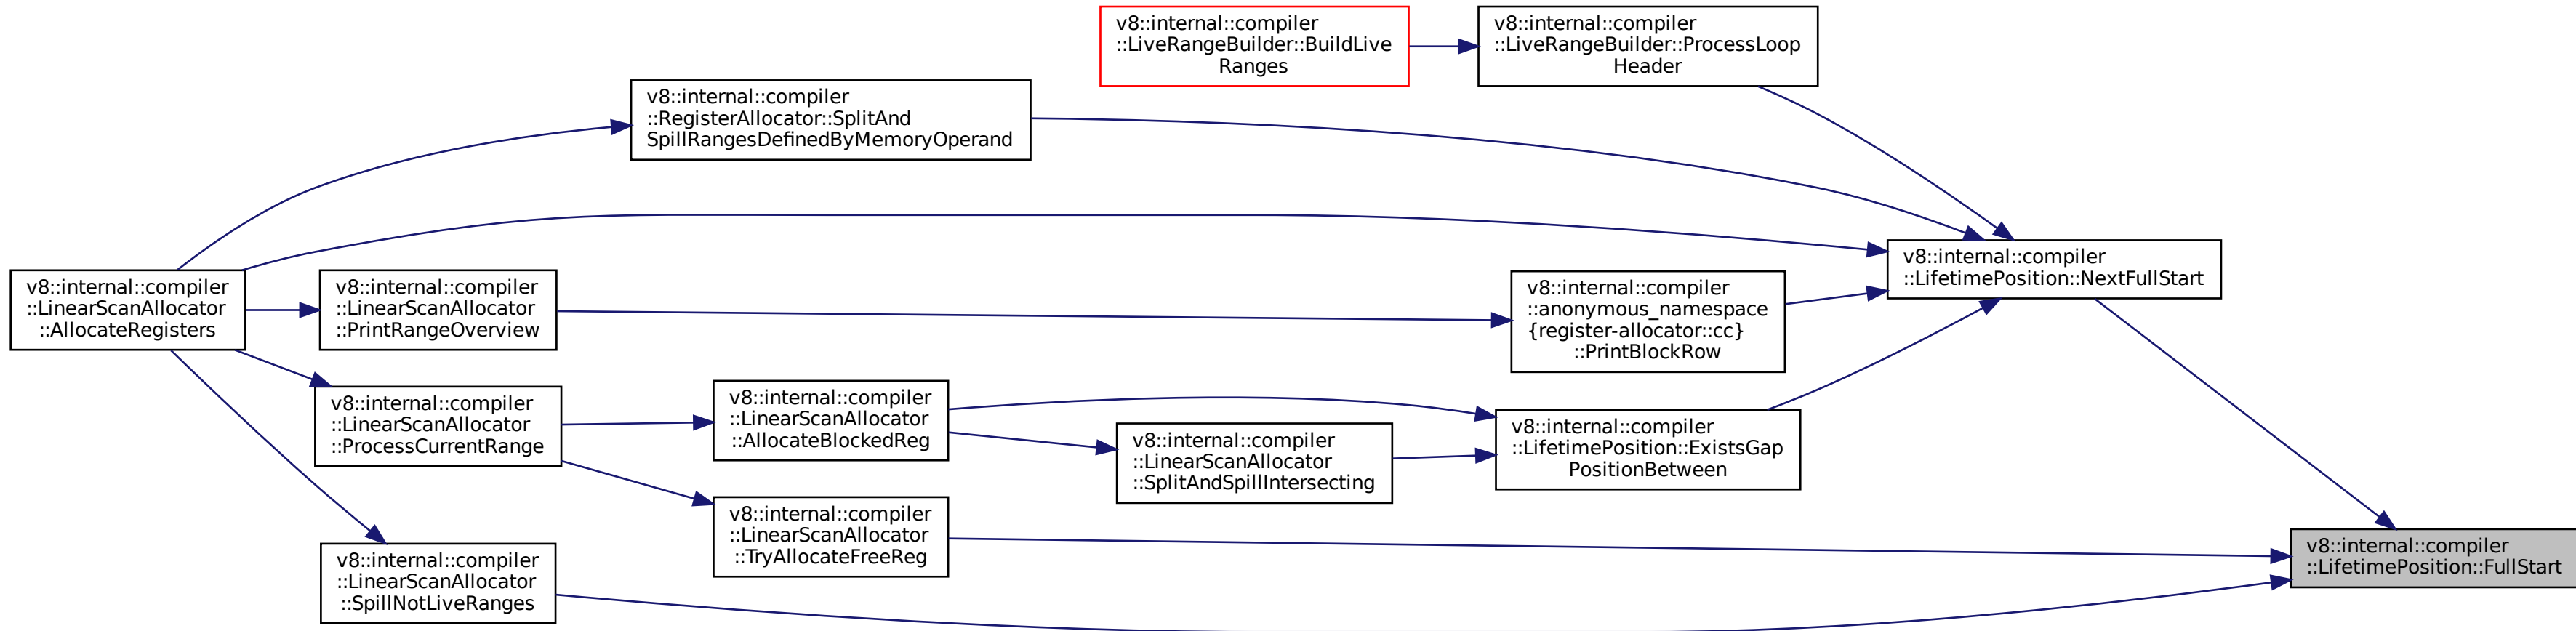 v8::internal::compiler
::LiveRangeBuilder::BuildLive
Ranges
v8::internal::compiler
::LiveRangeBuilder::ProcessLoop
Header
v8::internal::compiler
::RegisterAllocator::SplitAnd
SpillRangesDefinedByMemoryOperand
v8::internal::compiler
::LifetimePosition::NextFullStart
v8::internal::compiler
::LinearScanAllocator
::AllocateRegisters
v8::internal::compiler
::LinearScanAllocator
::PrintRangeOverview
v8::internal::compiler
::anonymous_namespace
{register-allocator::cc}
::PrintBlockRow
v8::internal::compiler
::LinearScanAllocator
::ProcessCurrentRange
v8::internal::compiler
::LinearScanAllocator
::AllocateBlockedReg
v8::internal::compiler
::LinearScanAllocator
::SplitAndSpillIntersecting
v8::internal::compiler
::LifetimePosition::ExistsGap
PositionBetween
v8::internal::compiler
::LinearScanAllocator
::TryAllocateFreeReg
v8::internal::compiler
::LinearScanAllocator
::SpillNotLiveRanges
v8::internal::compiler
::LifetimePosition::FullStart